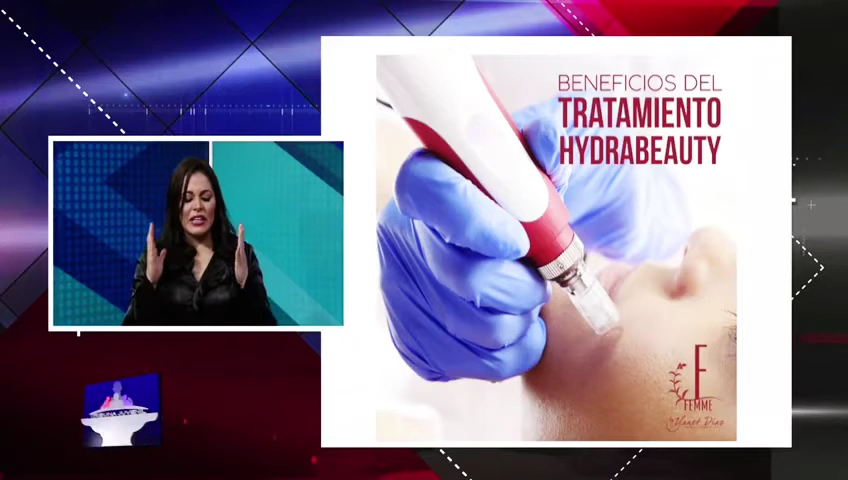 BENEFICIOS DEL
TRATAMIENTO
HYDRABEAUTY
F
FEMME